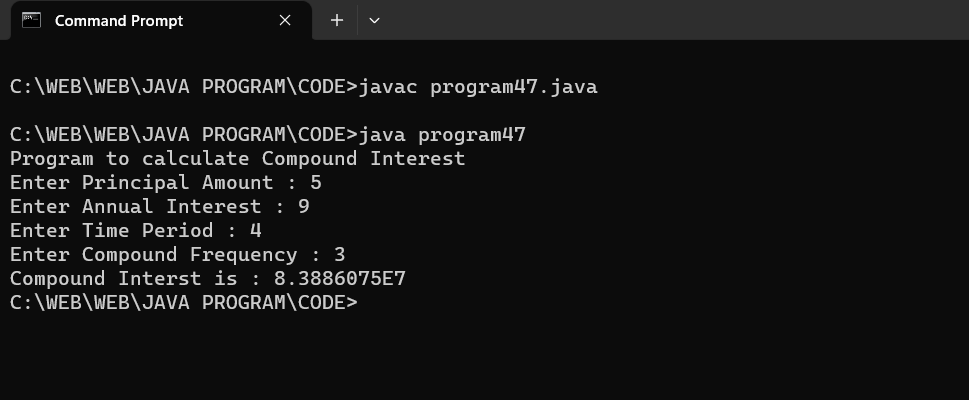 Command Prompt
C:\WEB\WEB\JAVA PROGRAM\CODE>javac program47.java
C:\WEB\WEB\JAVA PROGRAM\CODE>java program47
Program to calculate Compound Interest
Enter Principal Amount : 5
Enter Annual Interest : 9
Enter Time Period : 4
Enter Compound Frequency : 3
Compound Interst is : 8.3886075E7
C:\WEB\WEB\JAVA PROGRAM\CODE>